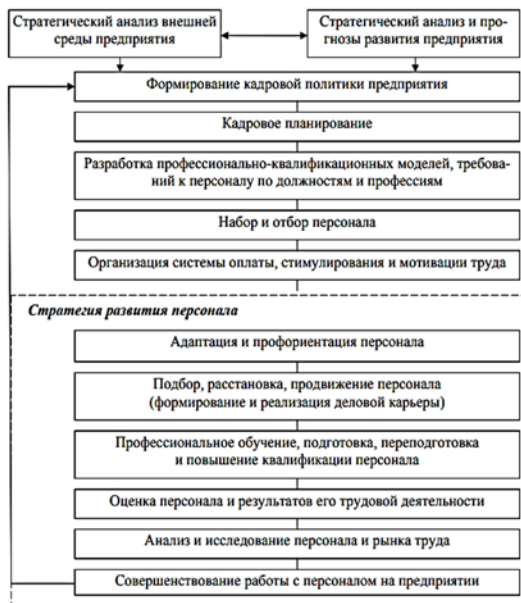 Стратегический анализ внешней
среды предприятия
Стратегический анализ и про-
гнозы развития предприятия
Формирование кадровой политики предприятия
Кадровое планирование
Разработка профессионально-квалификационных моделей, требова-
ний к персоналу по должностям и профессиям
Набор и отбор персонала
Организация системы оплаты, стимулирования и мотивации труда
Стратегия развития персонала
Адаптация и профориентация персонала
Подбор, расстановка, продвижение персонала
(формирование и реализация деловой карьеры)
Профессиональное обучение, подготовка, переподготовка
и повышение квалификации персонала
Оценка персонала и результатов его трудовой деятельности
Анализ и исследование персонала и рынка труда
Совершенствование работы с персоналом на предприятии